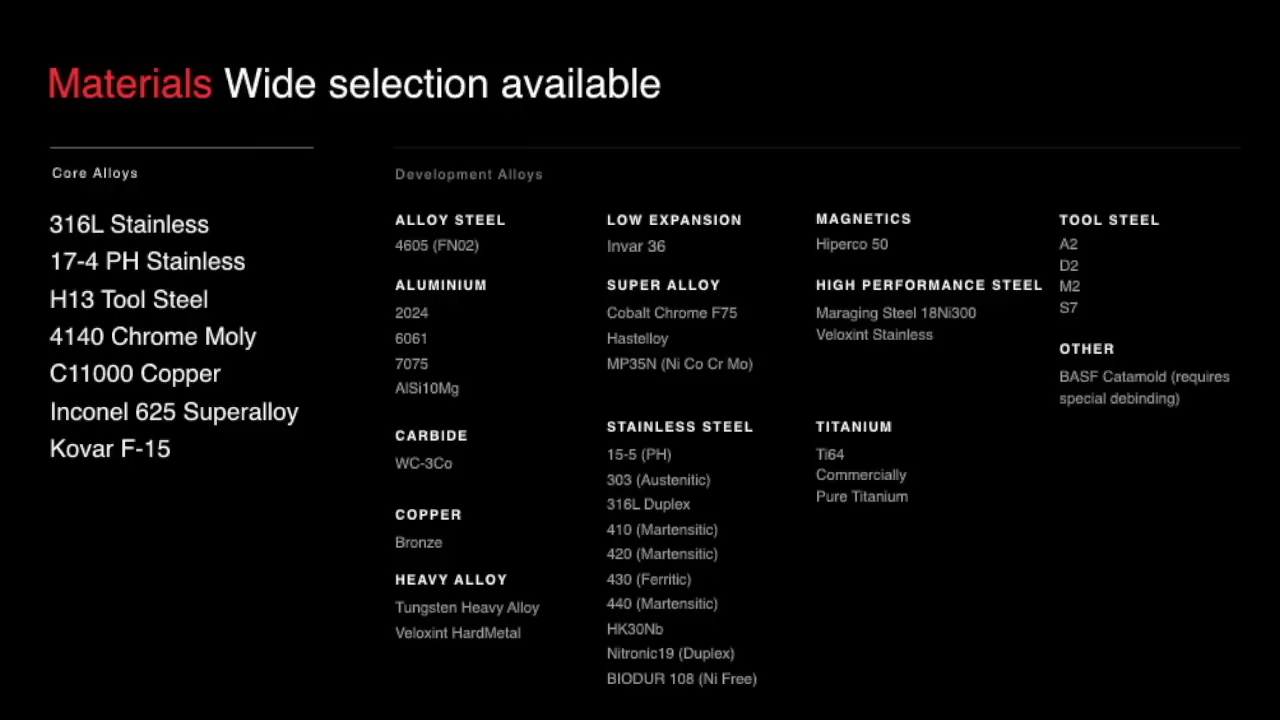 Materials Wide selection available
Core Alloys
316L Stainless
17-4 PH Stainless
H13 Tool Steel
4140 Chrome Moly
C11000 Copper
Inconel 625 Superalloy
Kovar F-15
Development Alloys
ALLOY STEEL
4605 (FN02)
ALUMINIUM
2024
6061
7075
AlSi10Mg
CARBIDE
WC-3Co
COPPER
Bronze
HEAVY ALLOY
Tungsten Heavy Alloy
Veloxint HardMetal
LOW EXPANSION
Invar 36
SUPER ALLOY
Cobalt Chrome F75
Hastelloy
MP35N (Ni Co Cr Mo)
STAINLESS STEEL
15-5 (PH)
303 (Austenitic)
316L Duplex
410 (Martensitic)
420 (Martensitic)
430 (Ferritic)
440 (Martensitic)
HK30Nb
Nitronic19 (Duplex)
BIODUR 108 (Ni Free)
MAGNETICS
Hiperco 50
HIGH PERFORMANCE STEEL
Maraging Steel 18Ni300
Veloxint Stainless
TITANIUM
Ti64
Commercially
Pure Titanium
TOOL STEEL
A2
D2
M2
S7
OTHER
BASF Catamold (requires
special debinding)